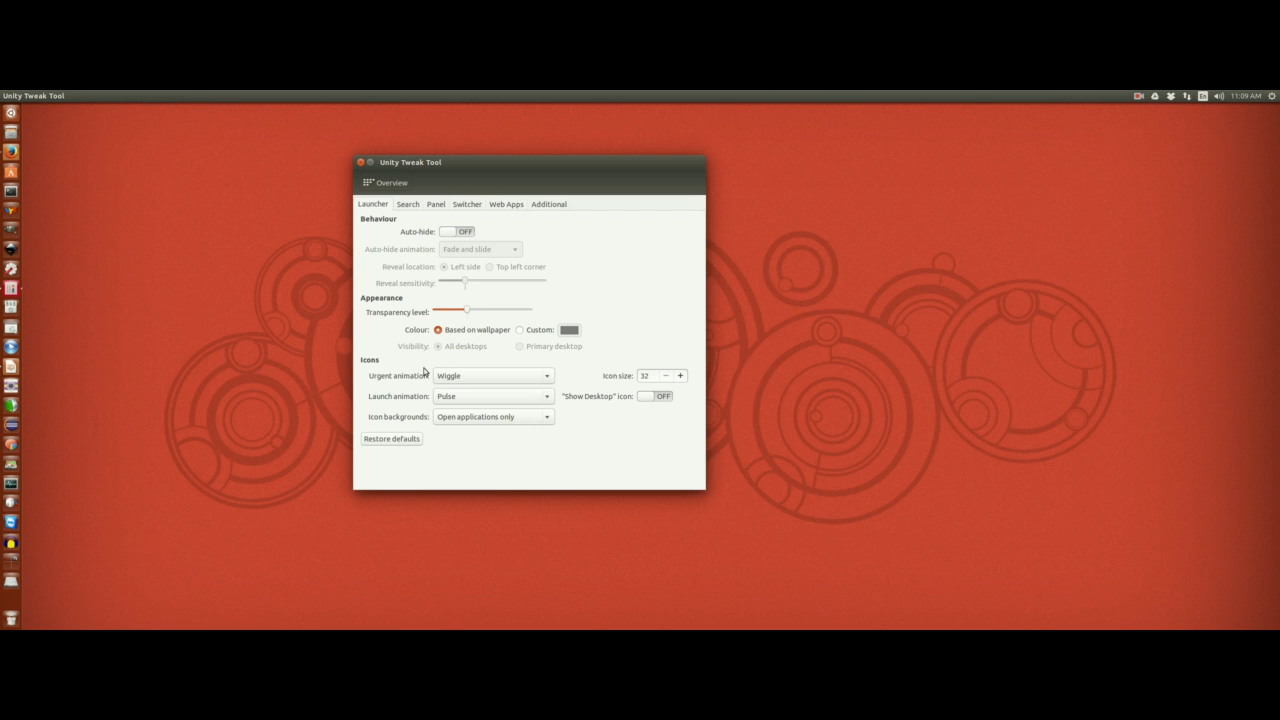 Unity Tweak Tool
En 11:09 AM
Unity Tweak Tool
Overview
Launcher Search Panel Switcher Web Apps Additional
Behaviour
Auto-hide: OFF
Auto-hide animation: Fade and slide
Reveal location: Left side Top left corner
Reveal sensitivity:
Appearance
Transparency level:
Colour: Based on wallpaper Custom:
Visibility: All desktops Primary desktop
Icons
Urgent animation: Wiggle Icon size: 32 − +
Launch animation: Pulse "Show Desktop" icon: OFF
Icon backgrounds: Open applications only
Restore defaults